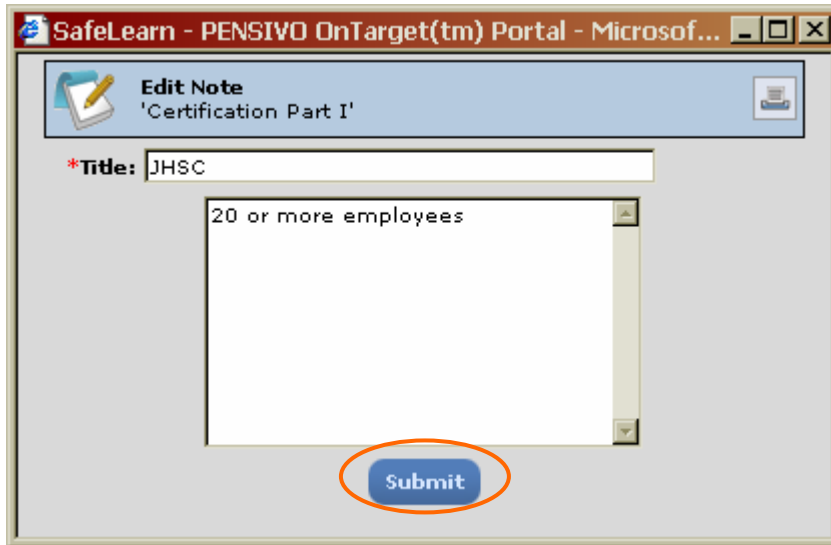 SafeLearn - PENSIVO OnTarget(tm) Portal - Microsof...
Edit Note
'Certification Part I'
*Title: JHSC
20 or more employees
Submit